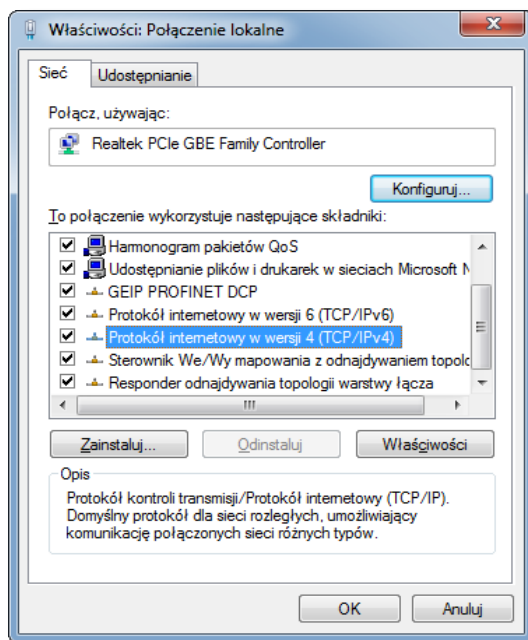 Właściwości: Połączenie lokalne
Sieć
Udostępnianie
Połącz, używając:
Realtek PCIe GBE Family Controller
Konfiguruj...
To połączenie wykorzystuje następujące składniki:
Harmonogram pakietów QoS
Udostępnianie plików i drukarek w sieciach Microsoft
GEIP PROFINET DCP
Protokół internetowy w wersji 6 (TCP/IPv6)
Protokół internetowy w wersji 4 (TCP/IPv4)
Sterownik We/Wy mapowania z odnajdywaniem
Responder odnajdywania topologii warstwy łącza
Zainstaluj...
Odinstaluj
Właściwości
Opis
Protokół kontroli transmisji/Protokół internetowy (TCP/IP).
Domyślny protokół dla sieci rozległych, umożliwiający
komunikację połączonych sieci różnych typów.
OK
Anuluj